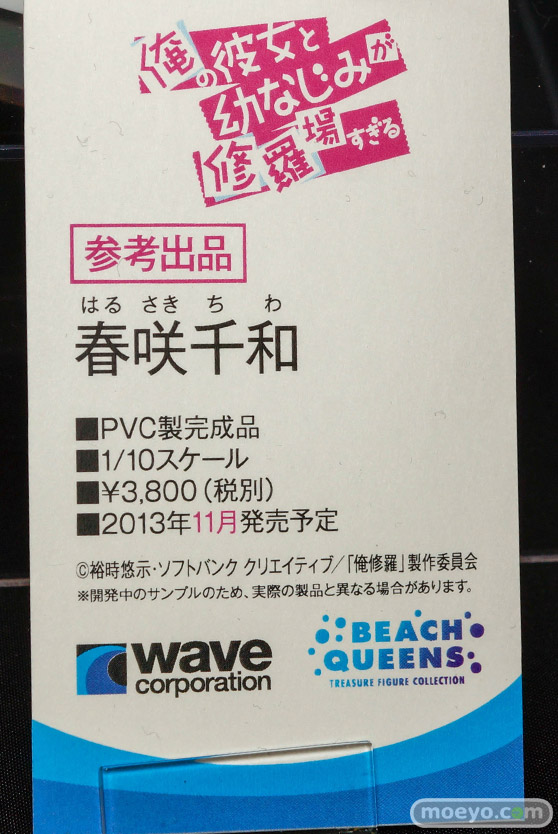 俺の彼女と
幼なじみが
修羅場すぎる
参考出品
はる さき ち わ
春咲千和
■PVC製完成品
■1/10スケール
■¥3,800（税別）
■2013年11月発売予定
©裕時悠示・ソフトバンク クリエイティブ/「俺修羅」製作委員会
※開発中のサンプルのため、実際の製品と異なる場合があります。
wave
corporation
BEACH
QUEENS
TREASURE FIGURE COLLECTION
moeyo.com